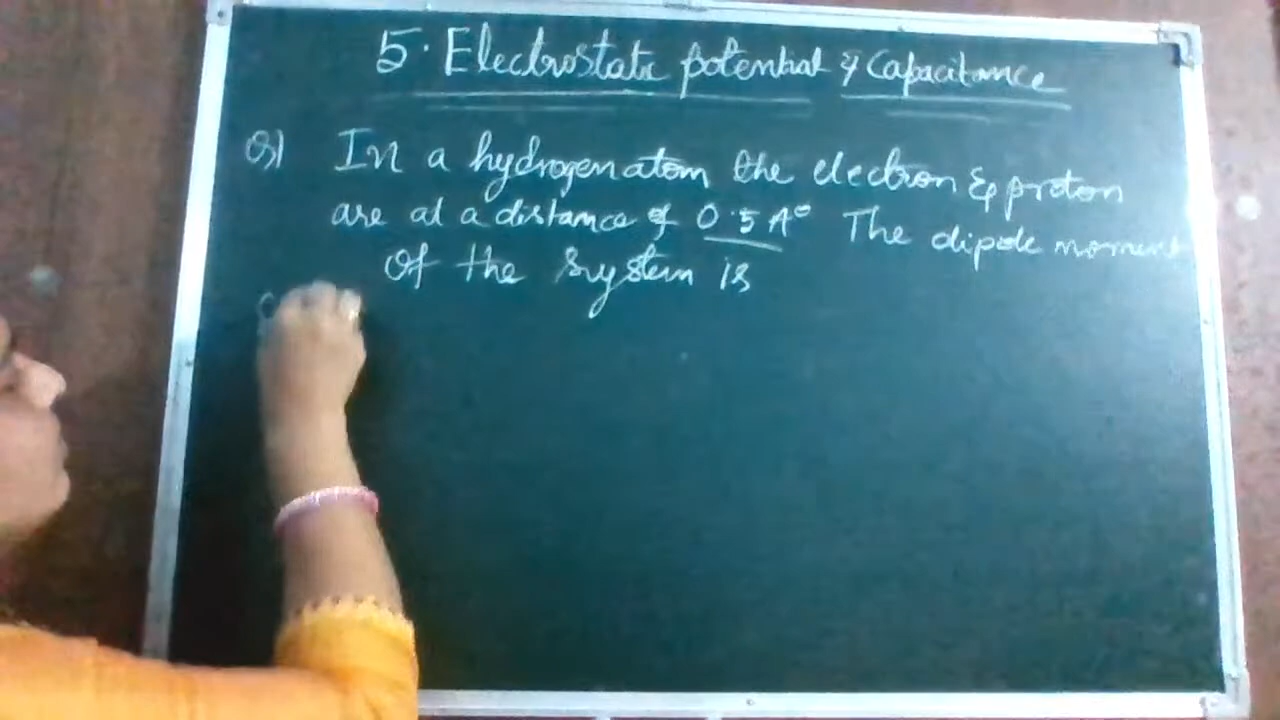 5. Electrostatic potential & Capacitance
Q1 In a hydrogen atom the electron & proton
are at a distance of 0.5 A° The dipole moment
of the system is